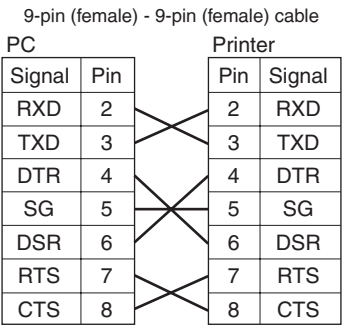 9-pin (female) - 9-pin (female) cable
PC Printer
Signal Pin Pin Signal
RXD 2 2 RXD
TXD 3 3 TXD
DTR 4 4 DTR
SG 5 5 SG
DSR 6 6 DSR
RTS 7 7 RTS
CTS 8 8 CTS